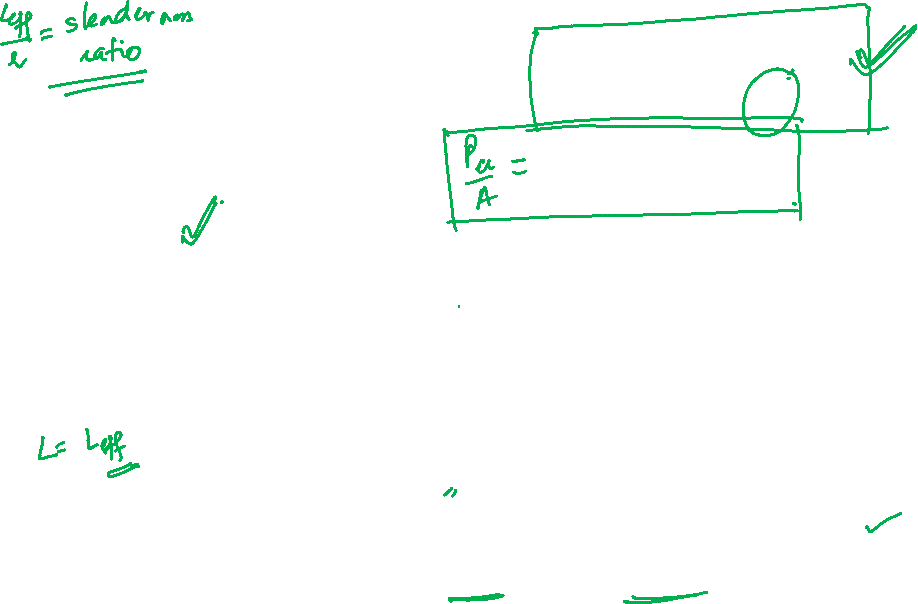 Leff/r = slenderness
ratio
Pcr/A =
L = Leff